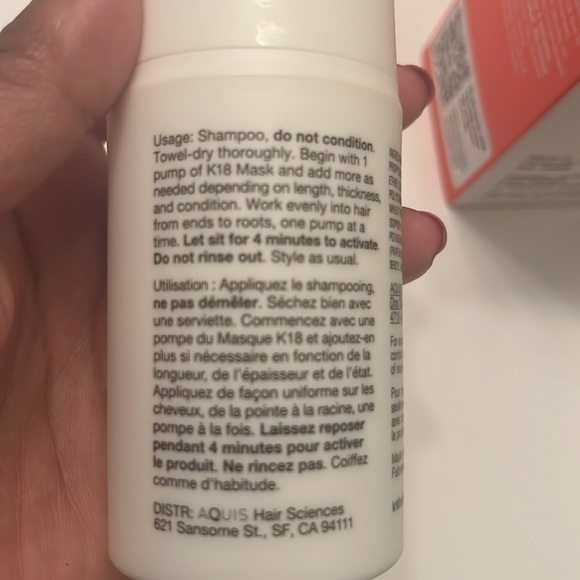 Usage: Shampoo, do not condition.
Towel-dry thoroughly. Begin with 1
pump of K18 Mask and add more as
needed depending on length, thickness,
and condition. Work evenly into hair
from ends to roots, one pump at a
time. Let sit for 4 minutes to activate.
Do not rinse out. Style as usual.
Utilisation : Appliquez le shampooing,
ne pas démêler. Séchez bien avec
une serviette. Commencez avec une
pompe du Masque K18 et ajoutez-en
plus si nécessaire en fonction de la
longueur, de l'épaisseur et de l'état.
Appliquez de façon uniforme sur les
cheveux, de la pointe à la racine, une
pompe à la fois. Laissez reposer
pendant 4 minutes pour activer
le produit. Ne rincez pas. Coiffez
comme d'habitude.
DISTR: AQUIS Hair Sciences
621 Sansome St., SF, CA 94111